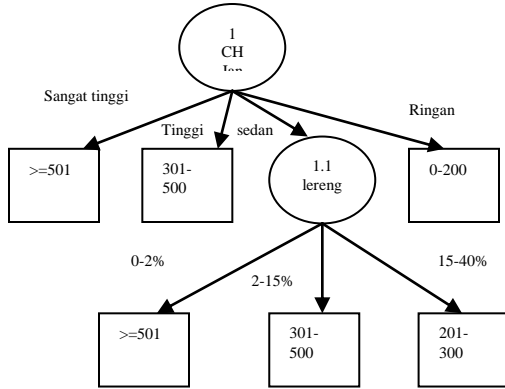 1
CH
Jan
Sangat tinggi
Tinggi
sedan
Ringan
>=501
301-
500
1.1
lereng
0-200
0-2%
2-15%
15-40%
>=501
301-
500
201-
300